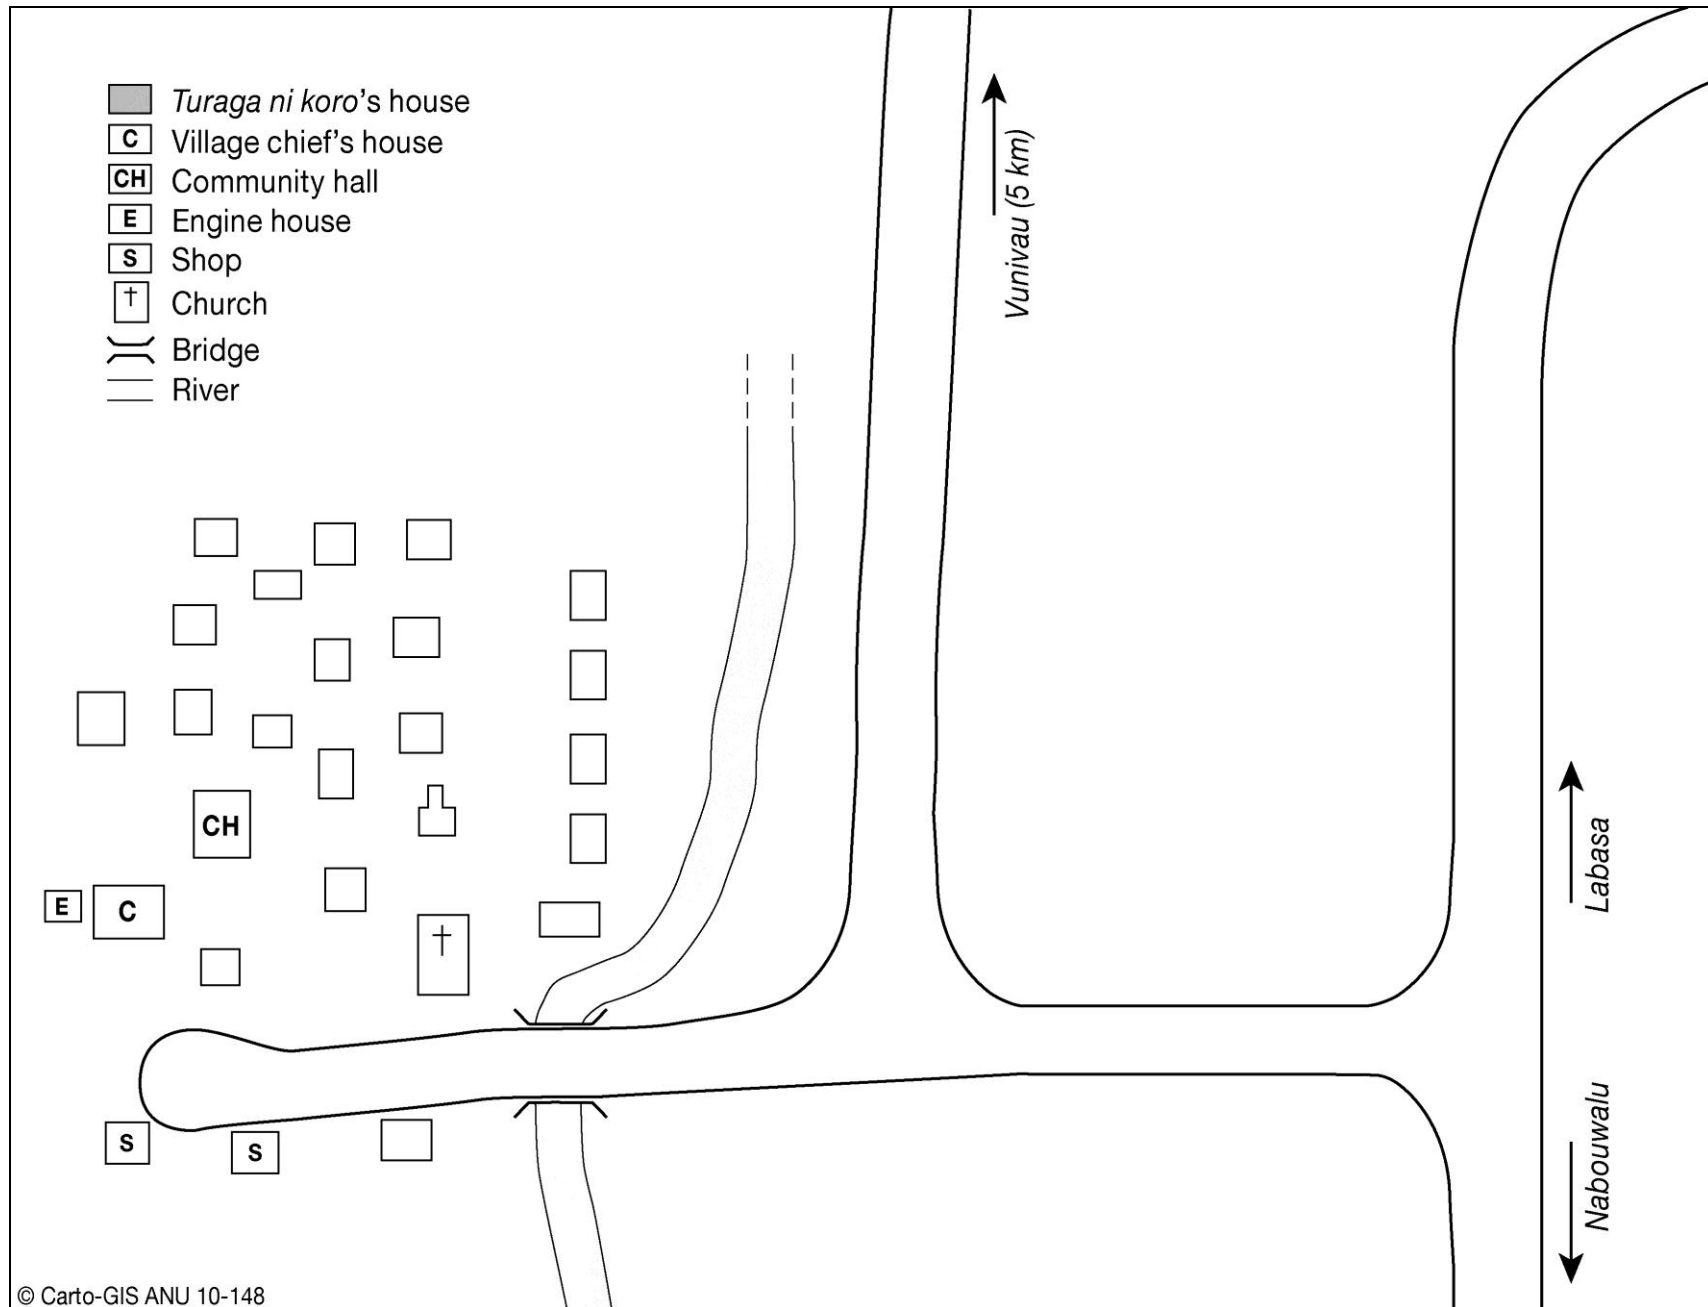 Turaga ni koro's house
C Village chief's house
CH Community hall
E Engine house
S Shop
Church
Bridge
River
Vunivau (5 km)
CH
E
C
Labasa
Nabouwalu
S
S
© Carto-GIS ANU 10-148